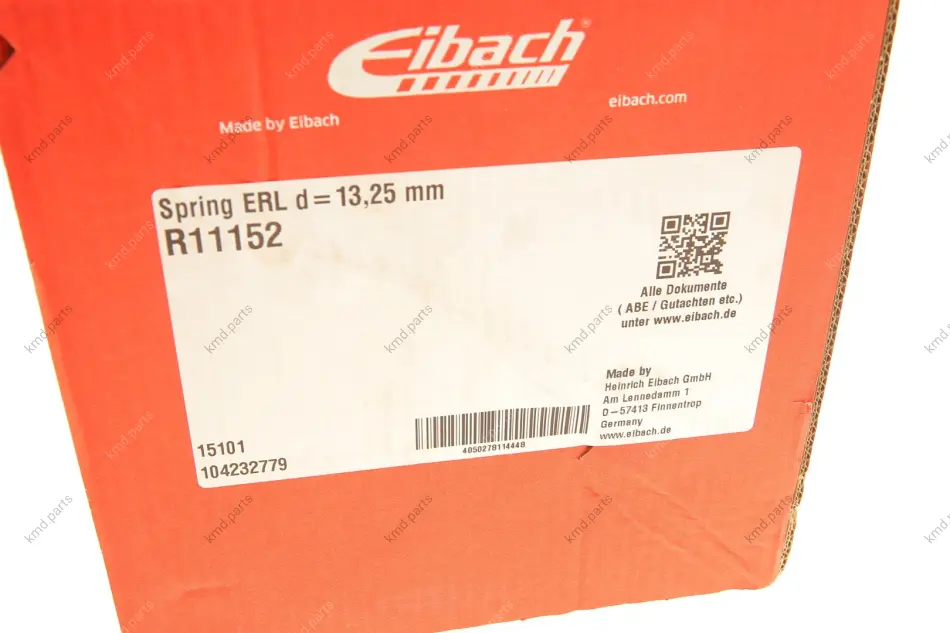 Eibach®
Made by Eibach
eibach.com
Spring ERL d=13,25 mm
R11152
Alle Dokumente
( ABE / Gutachten etc.)
unter www.eibach.de
Made by
Heinrich Eibach GmbH
Am Lennedamm 1
D-57413 Finnentrop
Germany
www.eibach.de
4050278114448
15101
104232779
kmd.parts